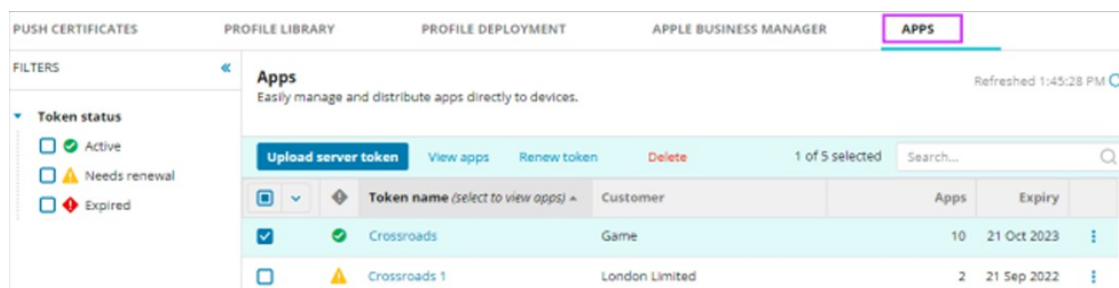 PUSH CERTIFICATES PROFILE LIBRARY PROFILE DEPLOYMENT APPLE BUSINESS MANAGER APPS
FILTERS
Token status
Active
Needs renewal
Expired
Apps
Refreshed 1:45:28 PM
Easily manage and distribute apps directly to devices.
Upload server token View apps Renew token Delete 1 of 5 selected Search...
Token name (select to view apps) Customer Apps Expiry
Crossroads Game 10 21 Oct 2023
Crossroads 1 London Limited 2 21 Sep 2022